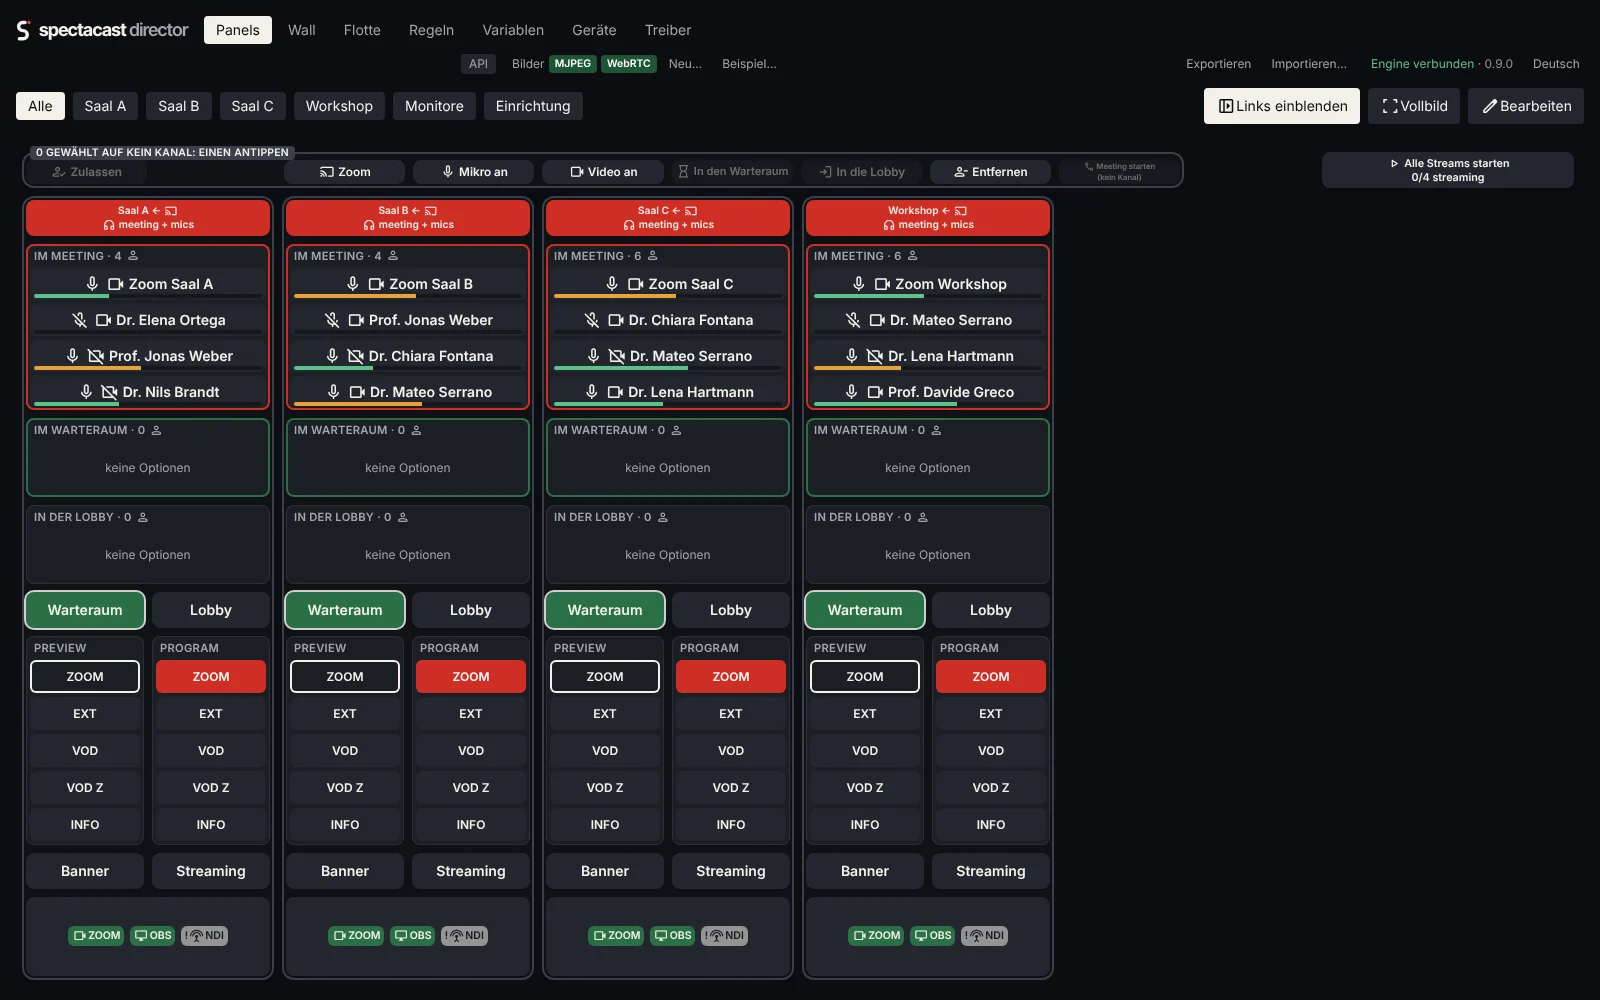 spectacast director
Panels Wall Flotte Regeln Variablen Geräte Treiber
API Bilder MJPEG WebRTC Neu... Beispiel... Exportieren Importieren... Engine verbunden · 0.9.0 Deutsch
Alle Saal A Saal B Saal C Workshop Monitore Einrichtung Links einblenden Vollbild Bearbeiten
0 GEWÄHLT AUF KEIN KANAL: EINEN ANTIPPEN
Zulassen Zoom Mikro an Video an In den Warteraum In die Lobby Entfernen
Meeting starten
(kein Kanal)
Alle Streams starten
0/4 streaming
Saal A ←
meeting + mics
IM MEETING · 4
Zoom Saal A
Dr. Elena Ortega
Prof. Jonas Weber
Dr. Nils Brandt
IM WARTERAUM · 0
keine Optionen
IN DER LOBBY · 0
keine Optionen
Warteraum Lobby
PREVIEW PROGRAM
ZOOM ZOOM
EXT EXT
VOD VOD
VOD Z VOD Z
INFO INFO
Banner Streaming
ZOOM OBS ! NDI
Saal B ←
meeting + mics
IM MEETING · 4
Zoom Saal B
Prof. Jonas Weber
Dr. Chiara Fontana
Dr. Mateo Serrano
IM WARTERAUM · 0
keine Optionen
IN DER LOBBY · 0
keine Optionen
Warteraum Lobby
PREVIEW PROGRAM
ZOOM ZOOM
EXT EXT
VOD VOD
VOD Z VOD Z
INFO INFO
Banner Streaming
ZOOM OBS ! NDI
Saal C ←
meeting + mics
IM MEETING · 6
Zoom Saal C
Dr. Chiara Fontana
Dr. Mateo Serrano
Dr. Lena Hartmann
IM WARTERAUM · 0
keine Optionen
IN DER LOBBY · 0
keine Optionen
Warteraum Lobby
PREVIEW PROGRAM
ZOOM ZOOM
EXT EXT
VOD VOD
VOD Z VOD Z
INFO INFO
Banner Streaming
ZOOM OBS ! NDI
Workshop ←
meeting + mics
IM MEETING · 6
Zoom Workshop
Dr. Mateo Serrano
Dr. Lena Hartmann
Prof. Davide Greco
IM WARTERAUM · 0
keine Optionen
IN DER LOBBY · 0
keine Optionen
Warteraum Lobby
PREVIEW PROGRAM
ZOOM ZOOM
EXT EXT
VOD VOD
VOD Z VOD Z
INFO INFO
Banner Streaming
ZOOM OBS ! NDI